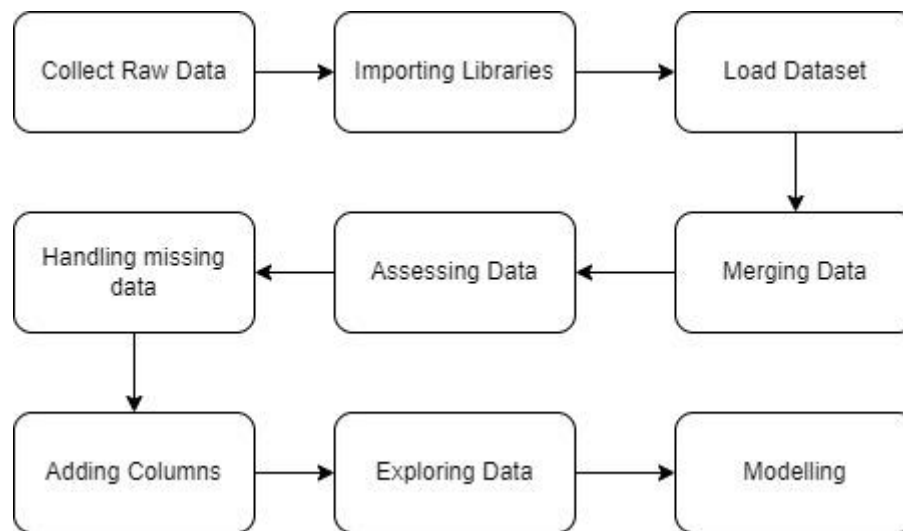 Collect Raw Data
Importing Libraries
Load Dataset
Merging Data
Assessing Data
Handling missing
data
Adding Columns
Exploring Data
Modelling